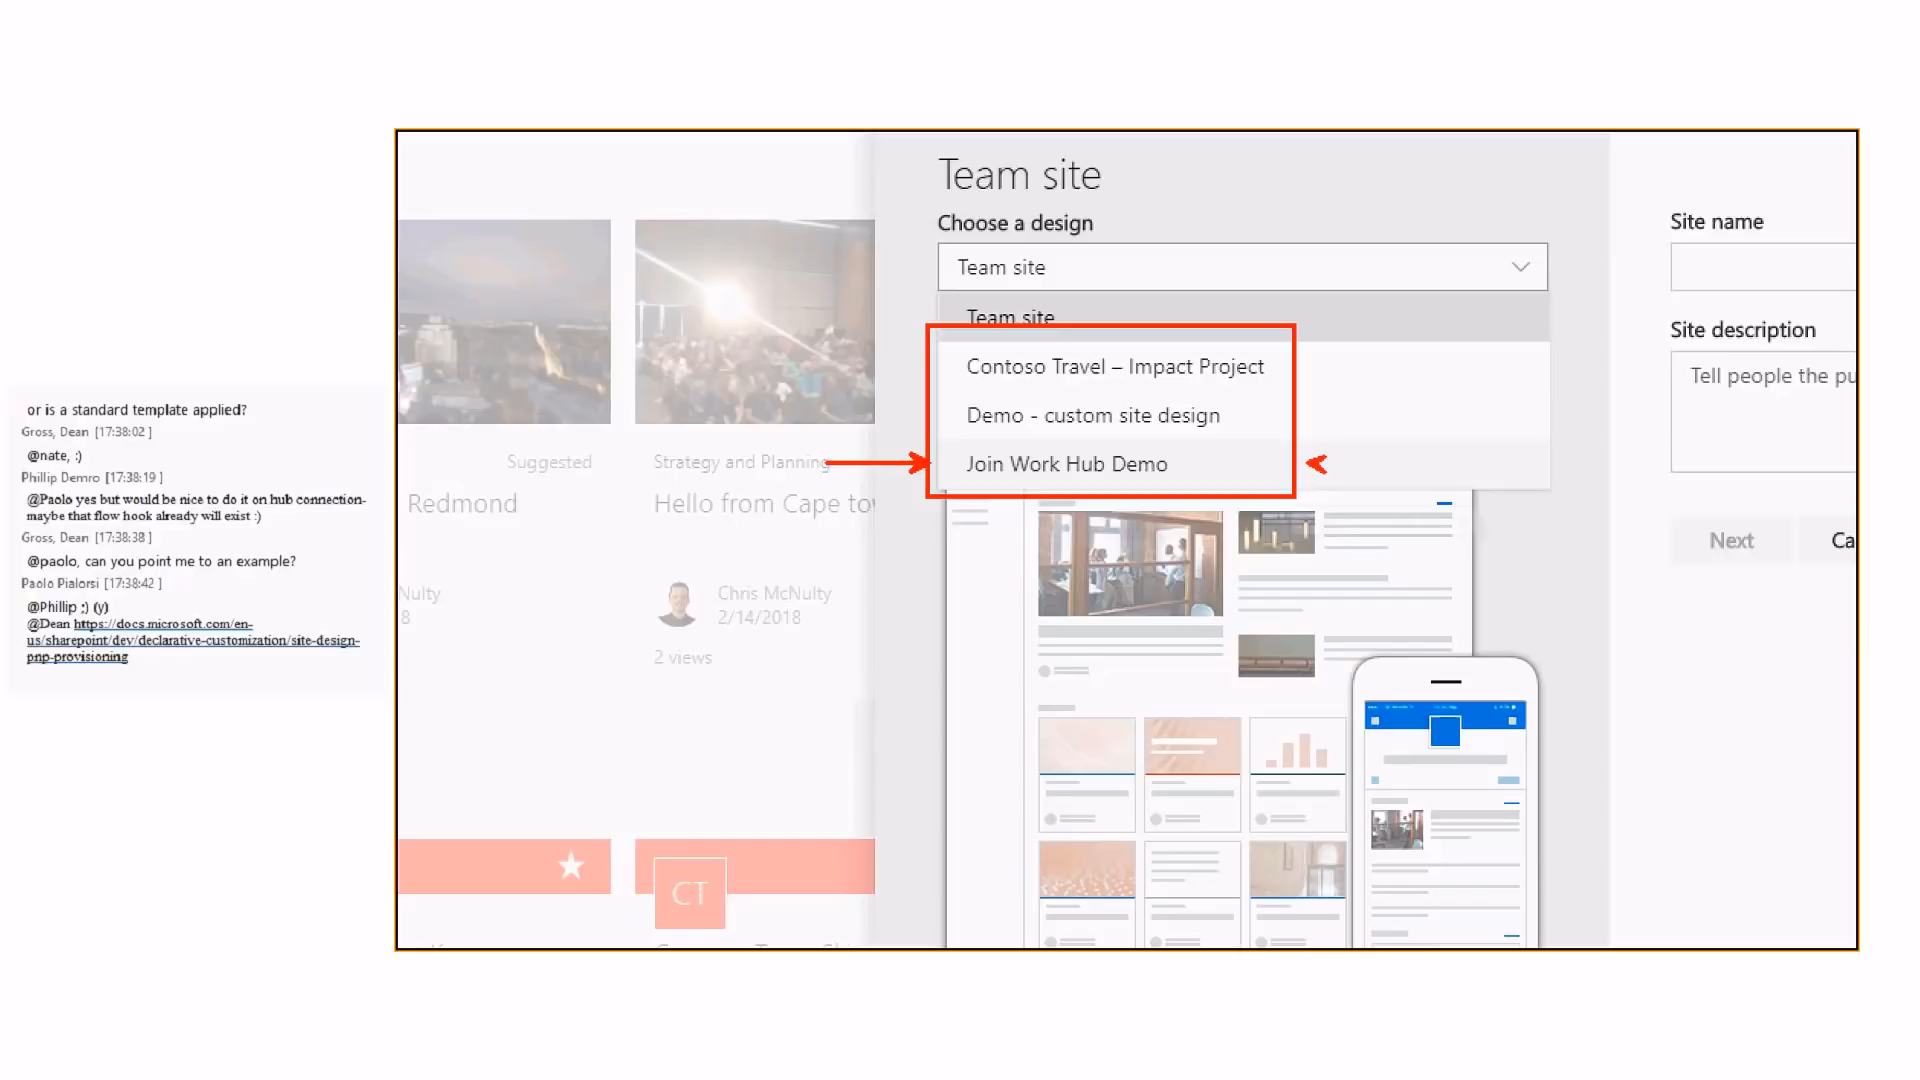 or is a standard template applied?
Gross, Dean [17:38:02 ]
@nate, :)
Phillip Demro [17:38:19 ]
@Paolo yes but would be nice to do it on hub connection-
maybe that flow hook already will exist :)
Gross, Dean [17:38:38 ]
@paolo, can you point me to an example?
Paolo Pialorsi [17:38:42 ]
@Phillip ;) (y)
@Dean https://docs.microsoft.com/en-
us/sharepoint/dev/declarative-customization/site-design-
pnp-provisioning
Suggested
Redmond
Nulty
8
Strategy and Planning
Hello from Cape to
Chris McNulty
2/14/2018
2 views
CT
Team site
Choose a design
Team site
Team site
Contoso Travel – Impact Project
Demo - custom site design
Join Work Hub Demo
Site name
Site description
Tell people the pu
Next
Ca